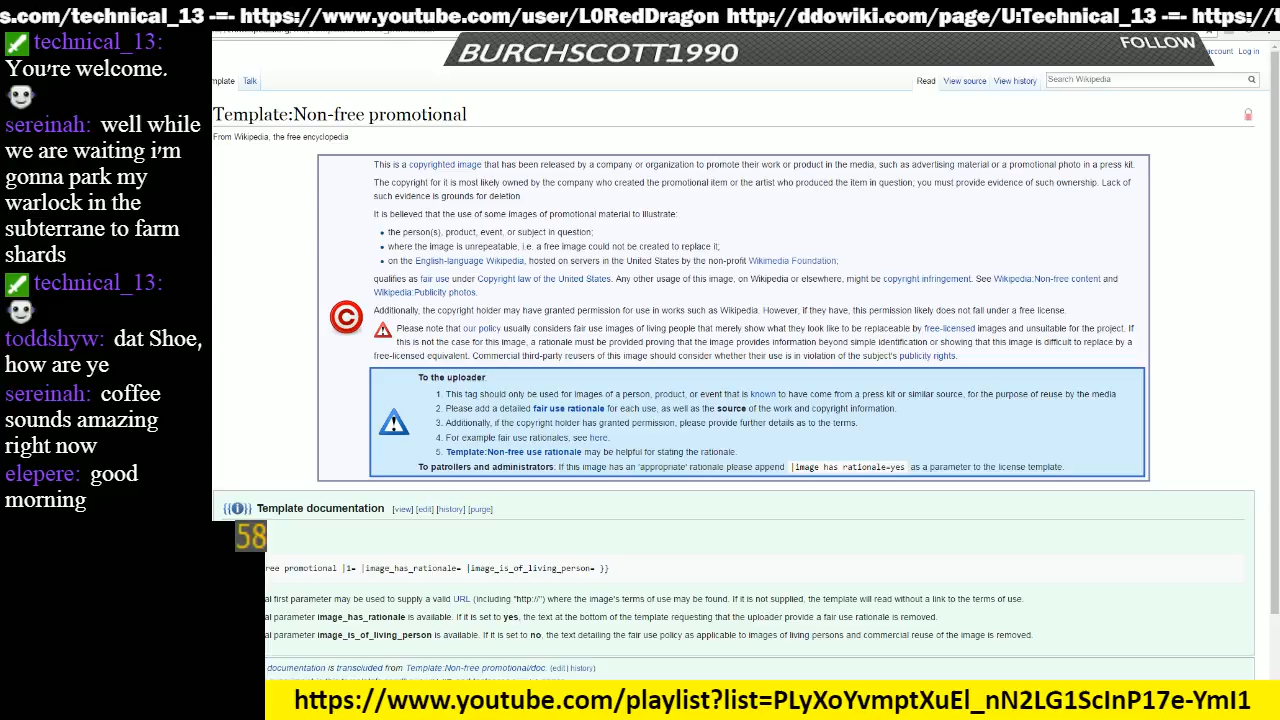 s.com/technical_13 -=- https://www.youtube.com/user/L0RedDragon http://ddowiki.com/page/U:Technical_13 -=- https://
technical_13:
You're welcome.
sereinah: well while
we are waiting i'm
gonna park my
warlock in the
subterrane to farm
shards
technical_13:
toddshyw: dat Shoe,
how are ye
sereinah: coffee
sounds amazing
right now
elepere: good
morning
BURCHSCOTT1990
FOLLOW
account Log in
mplate Talk
Read View source View history Search Wikipedia
Template:Non-free promotional
From Wikipedia, the free encyclopedia
This is a copyrighted image that has been released by a company or organization to promote their work or product in the media, such as advertising material or a promotional photo in a press kit.
The copyright for it is most likely owned by the company who created the promotional item or the artist who produced the item in question; you must provide evidence of such ownership. Lack of
such evidence is grounds for deletion
It is believed that the use of some images of promotional material to illustrate:
• the person(s), product, event, or subject in question;
• where the image is unrepeatable, i.e. a free image could not be created to replace it;
• on the English-language Wikipedia, hosted on servers in the United States by the non-profit Wikimedia Foundation;
qualifies as fair use under Copyright law of the United States. Any other usage of this image, on Wikipedia or elsewhere, might be copyright infringement. See Wikipedia:Non-free content and
Wikipedia:Publicity photos.
Additionally, the copyright holder may have granted permission for use in works such as Wikipedia. However, if they have, this permission likely does not fall under a free license.
Please note that our policy usually considers fair use images of living people that merely show what they look like to be replaceable by free-licensed images and unsuitable for the project. If
this is not the case for this image, a rationale must be provided proving that the image provides information beyond simple identification or showing that this image is difficult to replace by a
free-licensed equivalent. Commercial third-party reusers of this image should consider whether their use is in violation of the subject's publicity rights.
To the uploader
1. This tag should only be used for images of a person, product, or event that is known to have come from a press kit or similar source, for the purpose of reuse by the media
2. Please add a detailed fair use rationale for each use, as well as the source of the work and copyright information.
3. Additionally, if the copyright holder has granted permission, please provide further details as to the terms.
4. For example fair use rationales, see here.
5. Template:Non-free use rationale may be helpful for stating the rationale.
To patrollers and administrators: If this image has an 'appropriate' rationale please append |image has rationale=yes as a parameter to the license template.
Template documentation [view] [edit] [history] [purge]
58
ree promotional |1= |image_has_rationale= |image_is_of_living_person= }}
al first parameter may be used to supply a valid URL (including "http://") where the image's terms of use may be found. If it is not supplied, the template will read without a link to the terms of use.
al parameter image_has_rationale is available. If it is set to yes, the text at the bottom of the template requesting that the uploader provide a fair use rationale is removed.
al parameter image_is_of_living_person is available. If it is set to no, the text detailing the fair use policy as applicable to images of living persons and commercial reuse of the image is removed.
documentation is transcluded from Template:Non-free promotional/doc. (edit | history)
https://www.youtube.com/playlist?list=PLyXoYvmptXuEl_nN2LG1ScInP17e-YmI1